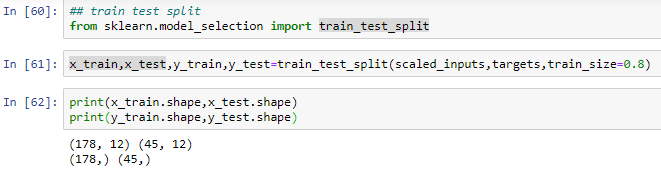 In [60]: ## train test split
from sklearn.model_selection import train_test_split
In [61]: x_train,x_test,y_train,y_test=train_test_split(scaled_inputs,targets,train_size=0.8)
In [62]: print(x_train.shape,x_test.shape)
print(y_train.shape,y_test.shape)
(178, 12) (45, 12)
(178,) (45,)